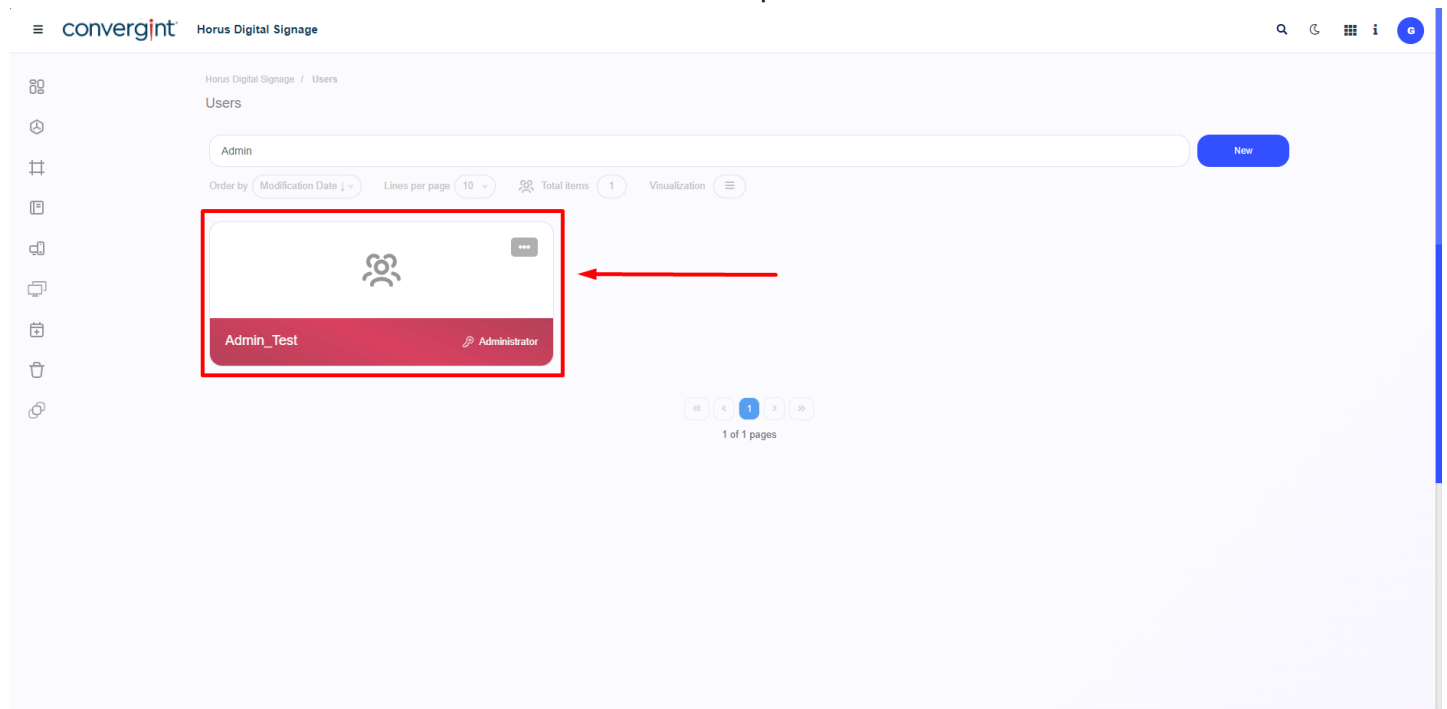 convergint Horus Digital Signage
G
Horus Digital Signage / Users
Users
Admin
New
Order by Modification Date ↓ Lines per page 10 Total items 1 Visualization
Admin_Test Administrator
« ‹ 1 › »
1 of 1 pages